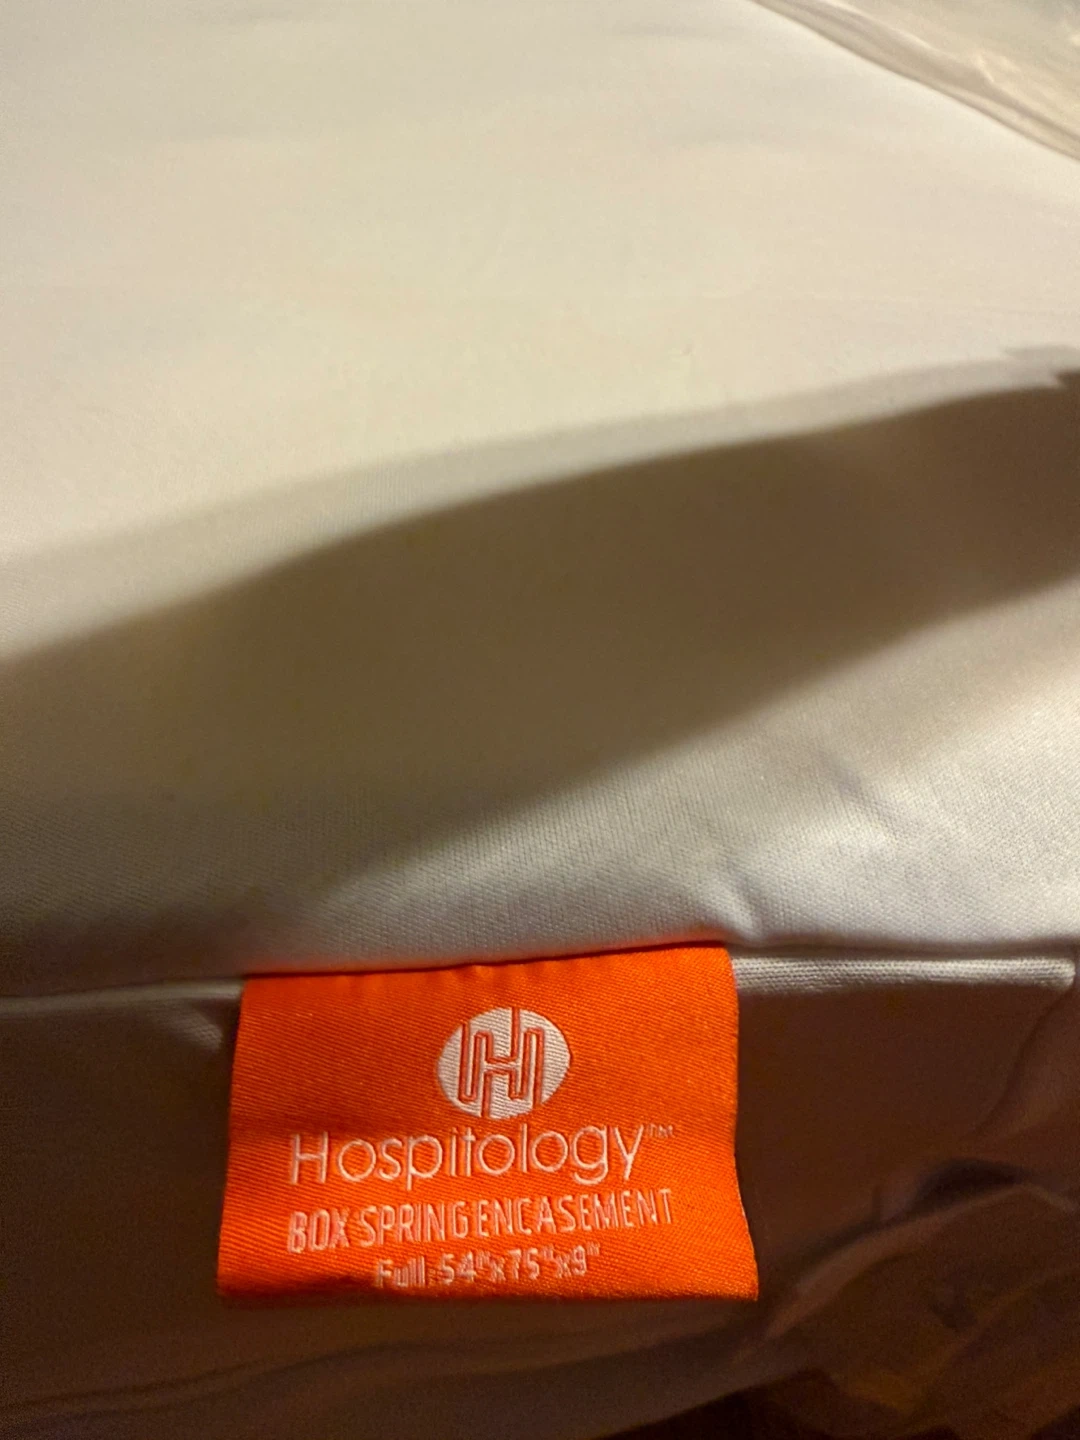 H
Hospitology™
BOX SPRING ENCASEMENT
Full:54"x75"x9"